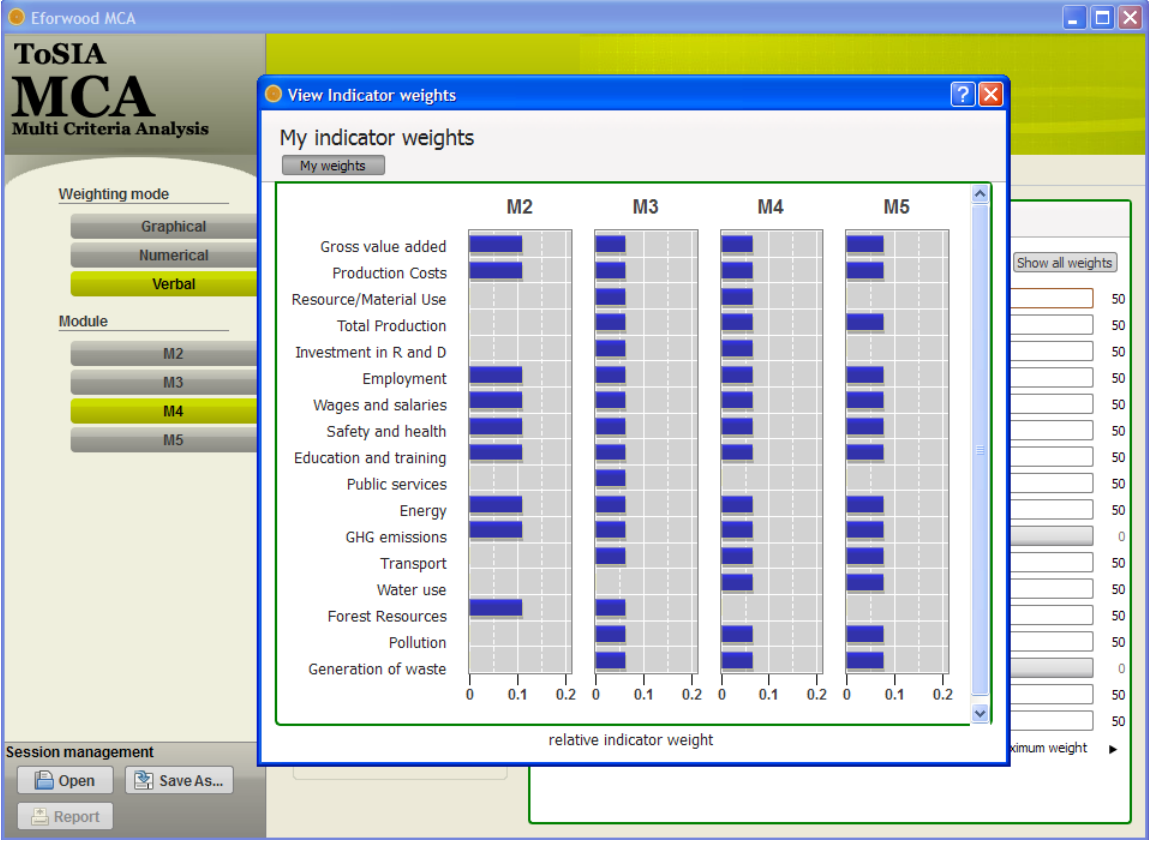 Eforwood MCA
ToSIA
MCA
Multi Criteria Analysis
Weighting mode
Graphical
Numerical
Verbal
Module
M2
M3
M4
M5
Session management
Open
Save As...
Report
View Indicator weights
?
My indicator weights
My weights
M2 M3 M4 M5
Gross value added
Production Costs
Resource/Material Use
Total Production
Investment in R and D
Employment
Wages and salaries
Safety and health
Education and training
Public services
Energy
GHG emissions
Transport
Water use
Forest Resources
Pollution
Generation of waste
0 0.1 0.2 0 0.1 0.2 0 0.1 0.2 0 0.1 0.2
relative indicator weight
Show all weights
50
50
50
50
50
50
50
50
50
0
50
50
50
50
0
50
50
ximum weight